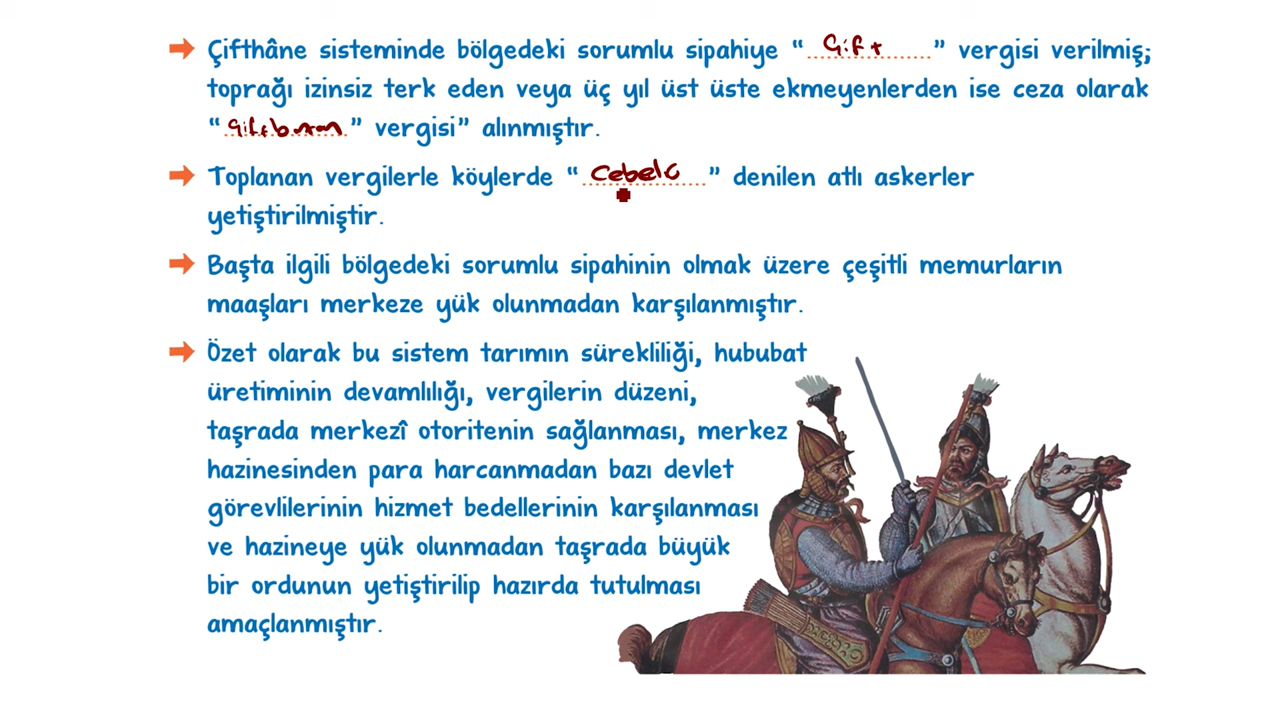 ➡ Çifthâne sisteminde bölgedeki sorumlu sipahiye “Çift” vergisi verilmiş;
toprağı izinsiz terk eden veya üç yıl üst üste ekmeyenlerden ise ceza olarak
“Çiftbozan” vergisi” alınmıştır.
➡ Toplanan vergilerle köylerde “Cebelü” denilen atlı askerler
yetiştirilmiştir.
➡ Başta ilgili bölgedeki sorumlu sipahinin olmak üzere çeşitli memurların
maaşları merkeze yük olunmadan karşılanmıştır.
➡ Özet olarak bu sistem tarımın sürekliliği, hububat
üretiminin devamlılığı, vergilerin düzeni,
taşrada merkezî otoritenin sağlanması, merkez
hazinesinden para harcanmadan bazı devlet
görevlilerinin hizmet bedellerinin karşılanması
ve hazineye yük olunmadan taşrada büyük
bir ordunun yetiştirilip hazırda tutulması
amaçlanmıştır.